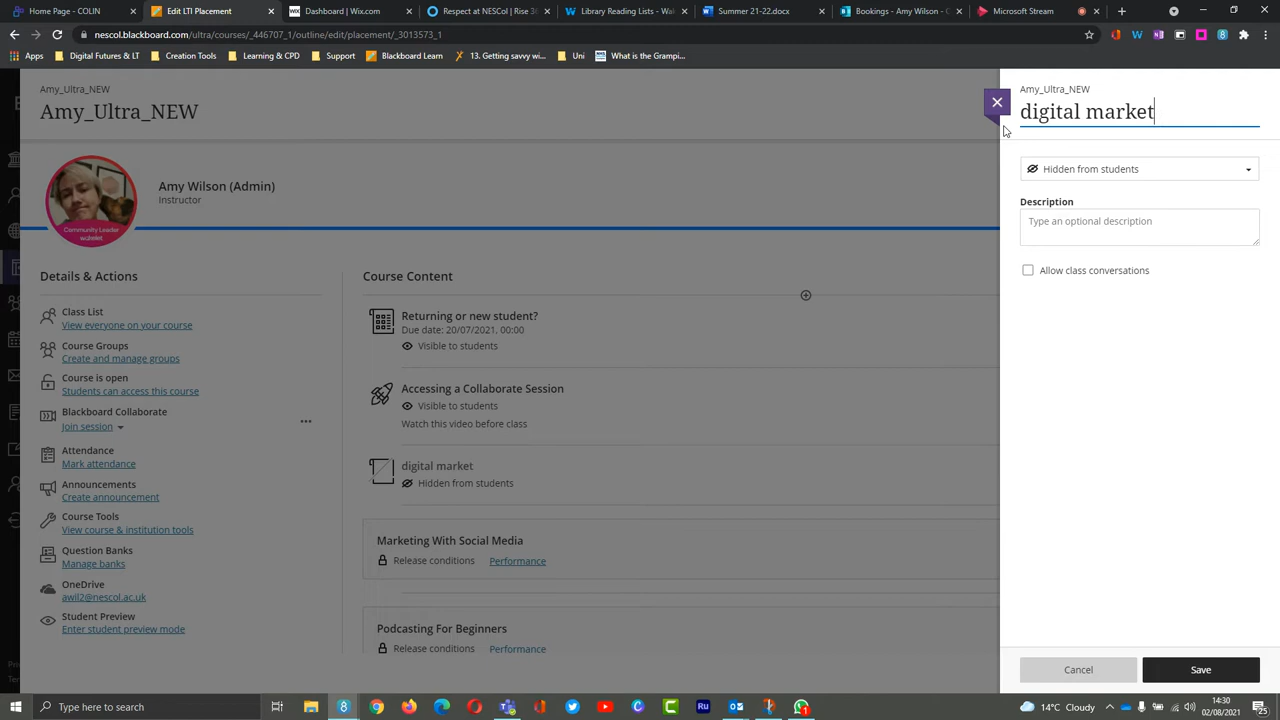 Edit LTI Placement
Dashboard | Wix.com
Respect at NESCol (Rise 36
Library Reading Lists - Wa
Summer 21-22.docx
Bookings - Amy Wilson - O
Microsoft Stream
nescol.blackboard.com/ultra/courses/_446707_1/outline/edit/placement/_3013573_1
Apps
Digital Futures & LT
Creation Tools
Learning & CPD
Scottish Quality
Blackboard Learn
13. Getting savvy wi...
Uni
What is the Grampi...
Amy_Ultra_NEW
Amy_Ultra_NEW
Community Leader
wakelet
Amy Wilson (Admin)
Instructor
Details & Actions
Class List
View everyone on your course
Course Groups
Create and manage groups
Course is open
Students can access this course
Blackboard Collaborate
Join session
Attendance
Mark attendance
Announcements
Create announcement
Course Tools
View course & institution tools
Question Banks
Manage banks
OneDrive
awil2@nescol.ac.uk
Student Preview
Enter student preview mode
Course Content
Returning or new student?
Due date: 20/07/2021, 00:00
Visible to students
Accessing a Collaborate Session
Visible to students
Watch this video before class
digital market
Hidden from students
Marketing With Social Media
Release conditions Performance
Podcasting For Beginners
Release conditions Performance
Amy_Ultra_NEW
digital market
Hidden from students
Description
Type an optional description
Allow class conversations
Cancel
Save
Type here to search
14°C
14:30
02/08/2021
25